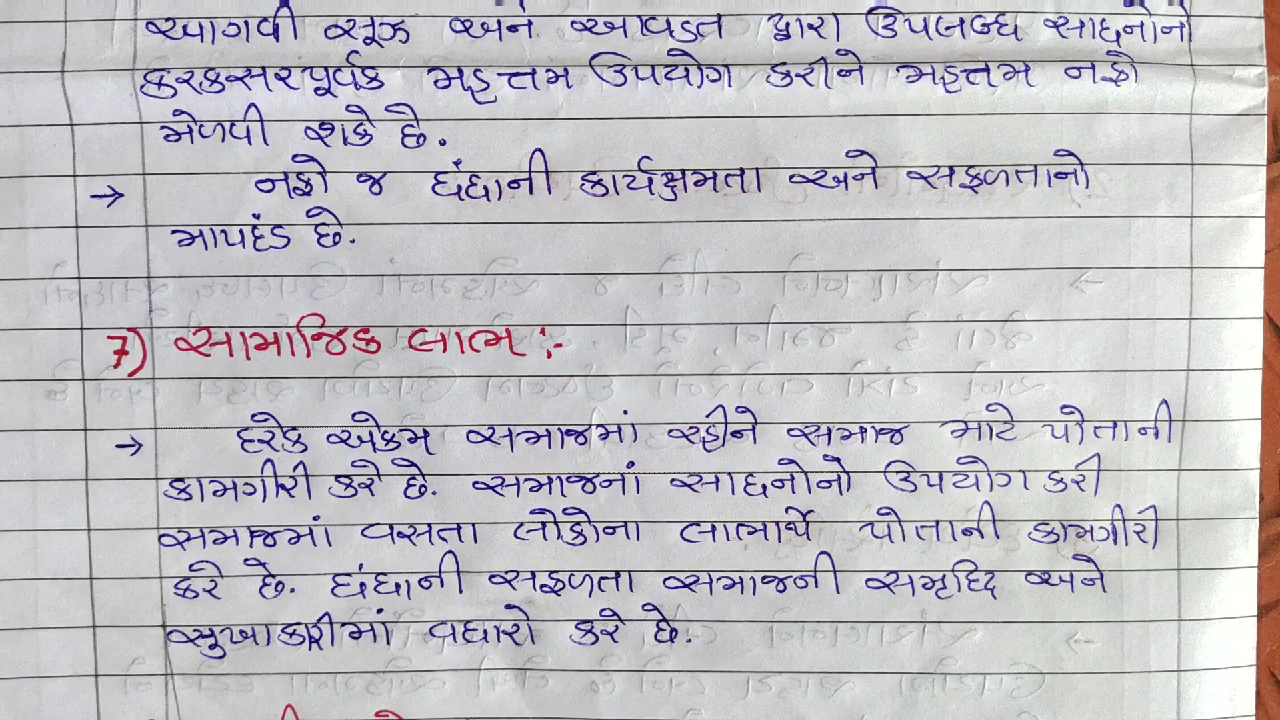 આગવી સૂઝ અને આવડત દ્વારા ઉપલબ્ધ સાધનોનો
કરકસરપૂર્વક મહત્તમ ઉપયોગ કરીને મહત્તમ નફો
મેળવી શકે છે.
→ નફો જ ધંધાની કાર્યક્ષમતા અને સફળતાનો
માપદંડ છે.
7) સામાજિક લાભ :-
→ દરેક એકમ સમાજમાં રહીને સમાજ માટે પોતાની
કામગીરી કરે છે. સમાજનાં સાધનોનો ઉપયોગ કરી
સમાજમાં વસતા લોકોના લાભાર્થે પોતાની કામગીરી
કરે છે. ધંધાની સફળતા સમાજની સમૃધ્ધિ અને
સુખાકારીમાં વધારો કરે છે.